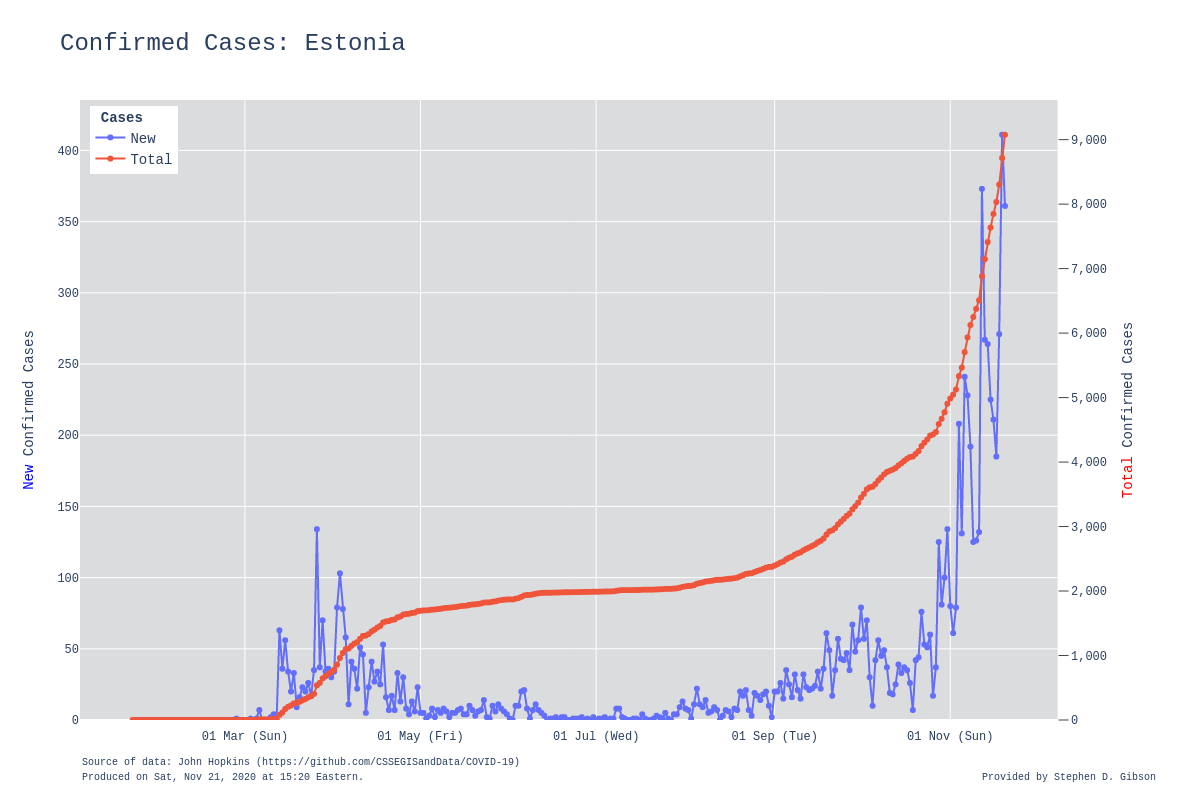 Confirmed Cases: Estonia
Cases
New
Total
400
350
300
250
200
150
100
50
0
9,000
8,000
7,000
6,000
5,000
4,000
3,000
2,000
1,000
0
New Confirmed Cases
Total Confirmed Cases
01 Mar (Sun)
01 May (Fri)
01 Jul (Wed)
01 Sep (Tue)
01 Nov (Sun)
Source of data: John Hopkins (https://github.com/CSSEGISandData/COVID-19)
Produced on Sat, Nov 21, 2020 at 15:20 Eastern.
Provided by Stephen D. Gibson